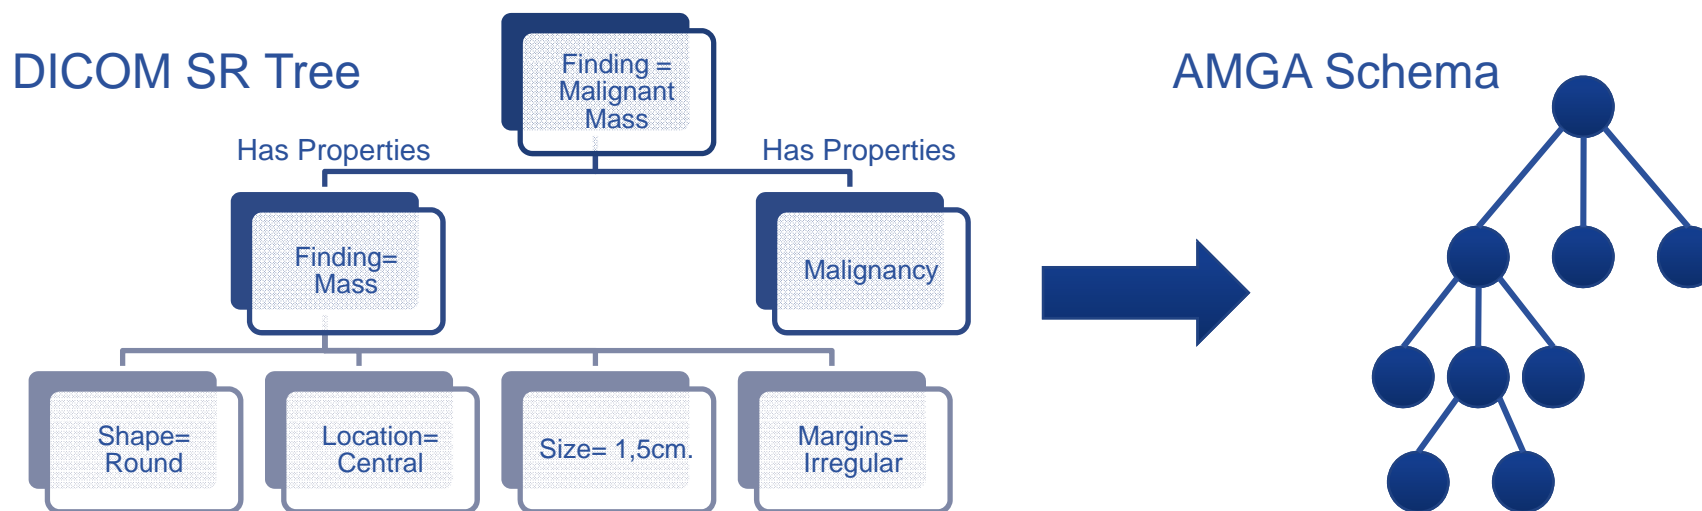 DICOM SR Tree
AMGA Schema
Finding =
Malignant
Mass
Has Properties
Has Properties
Finding=
Mass
Malignancy
Shape=
Round
Location=
Central
Size= 1,5cm.
Margins=
Irregular